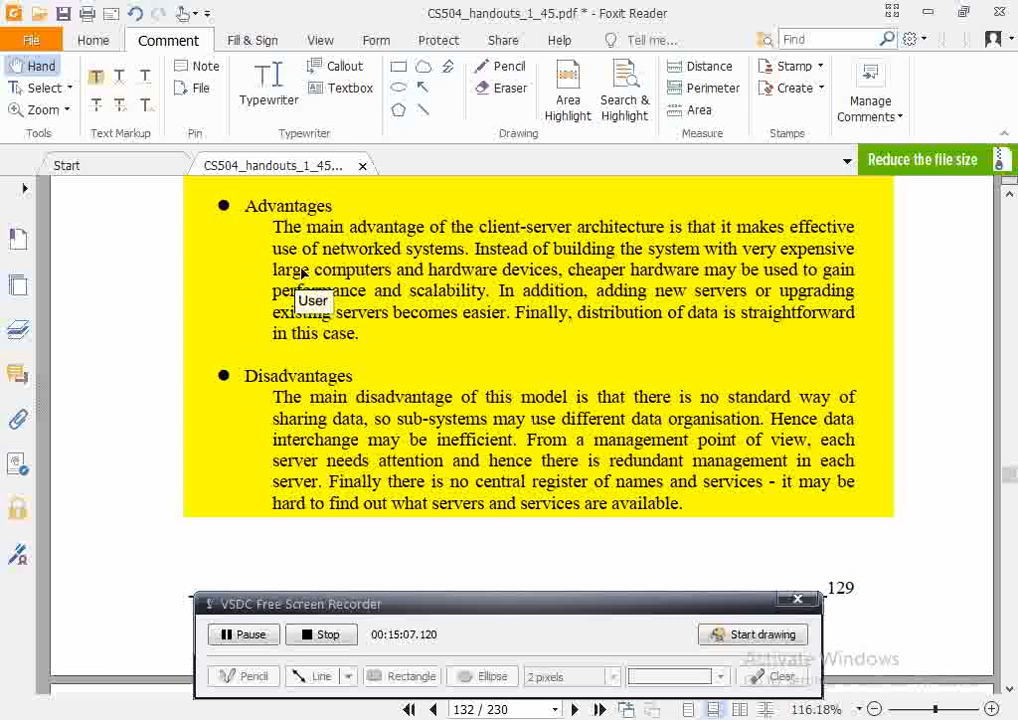 CS504_handouts_1_45.pdf * - Foxit Reader
File Home Comment Fill & Sign View Form Protect Share Help Tell me... Find
Hand
Select
Zoom
Tools
T T T
T T T
Text Markup
Note
File
Pin
Typewriter
Callout
Textbox
Typewriter
Pencil
Eraser
Area Highlight
Search & Highlight
Drawing
Distance
Perimeter
Area
Measure
Stamp
Create
Stamps
Manage Comments
Start
CS504_handouts_1_45...
Reduce the file size
Advantages
The main advantage of the client-server architecture is that it makes effective
use of networked systems. Instead of building the system with very expensive
large computers and hardware devices, cheaper hardware may be used to gain
performance and scalability. In addition, adding new servers or upgrading
User
existing servers becomes easier. Finally, distribution of data is straightforward
in this case.
Disadvantages
The main disadvantage of this model is that there is no standard way of
sharing data, so sub-systems may use different data organisation. Hence data
interchange may be inefficient. From a management point of view, each
server needs attention and hence there is redundant management in each
server. Finally there is no central register of names and services - it may be
hard to find out what servers and services are available.
129
VSDC Free Screen Recorder
Pause Stop 00:15:07.120 Start drawing
Activate Windows
Pencil Line Rectangle Ellipse 2 pixels Clear
132 / 230 116.18%